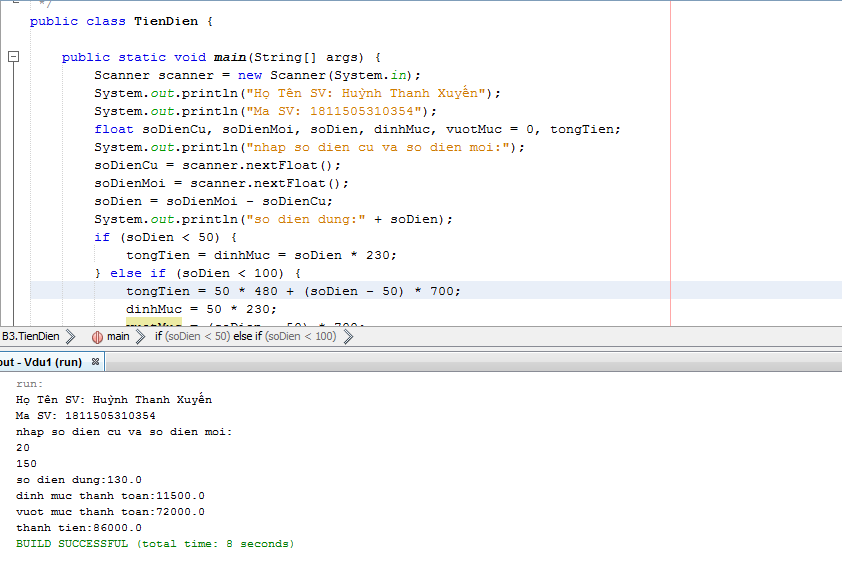 */
public class TienDien {
public static void main(String[] args) {
Scanner scanner = new Scanner(System.in);
System.out.println("Họ Tên SV: Huỳnh Thanh Xuyến");
System.out.println("Ma SV: 1811505310354");
float soDienCu, soDienMoi, soDien, dinhMuc, vuotMuc = 0, tongTien;
System.out.println("nhap so dien cu va so dien moi:");
soDienCu = scanner.nextFloat();
soDienMoi = scanner.nextFloat();
soDien = soDienMoi - soDienCu;
System.out.println("so dien dung:" + soDien);
if (soDien < 50) {
tongTien = dinhMuc = soDien * 230;
} else if (soDien < 100) {
tongTien = 50 * 480 + (soDien - 50) * 700;
dinhMuc = 50 * 230;
vuotMuc = (soDien - 50) * 700;
B3.TienDien main if (soDien < 50) else if (soDien < 100)
out - Vdu1 (run)
run:
Họ Tên SV: Huỳnh Thanh Xuyến
Ma SV: 1811505310354
nhap so dien cu va so dien moi:
20
150
so dien dung:130.0
dinh muc thanh toan:11500.0
vuot muc thanh toan:72000.0
thanh tien:86000.0
BUILD SUCCESSFUL (total time: 8 seconds)